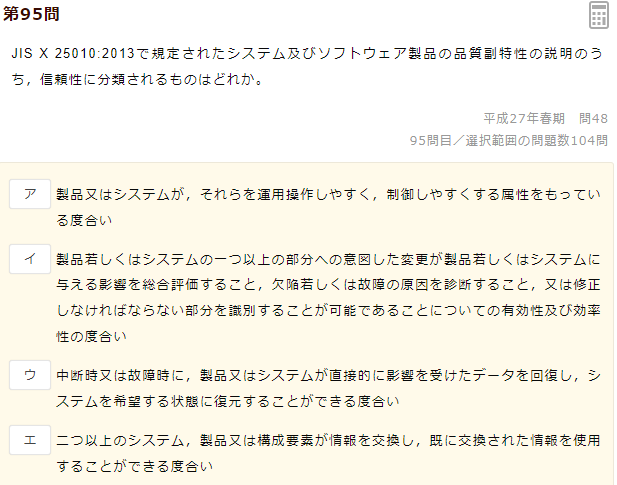 第95問
JIS X 25010:2013で規定されたシステム及びソフトウェア製品の品質副特性の説明のう
ち，信頼性に分類されるものはどれか。
平成27年春期　問48
95問目／選択範囲の問題数104問
ア 製品又はシステムが，それらを運用操作しやすく，制御しやすくする属性をもってい
る度合い
イ 製品若しくはシステムの一つ以上の部分への意図した変更が製品若しくはシステムに
与える影響を総合評価すること，欠陥若しくは故障の原因を診断すること，又は修正
しなければならない部分を識別することが可能であることについての有効性及び効率
性の度合い
ウ 中断時又は故障時に，製品又はシステムが直接的に影響を受けたデータを回復し，シ
ステムを希望する状態に復元することができる度合い
エ 二つ以上のシステム，製品又は構成要素が情報を交換し，既に交換された情報を使用
することができる度合い